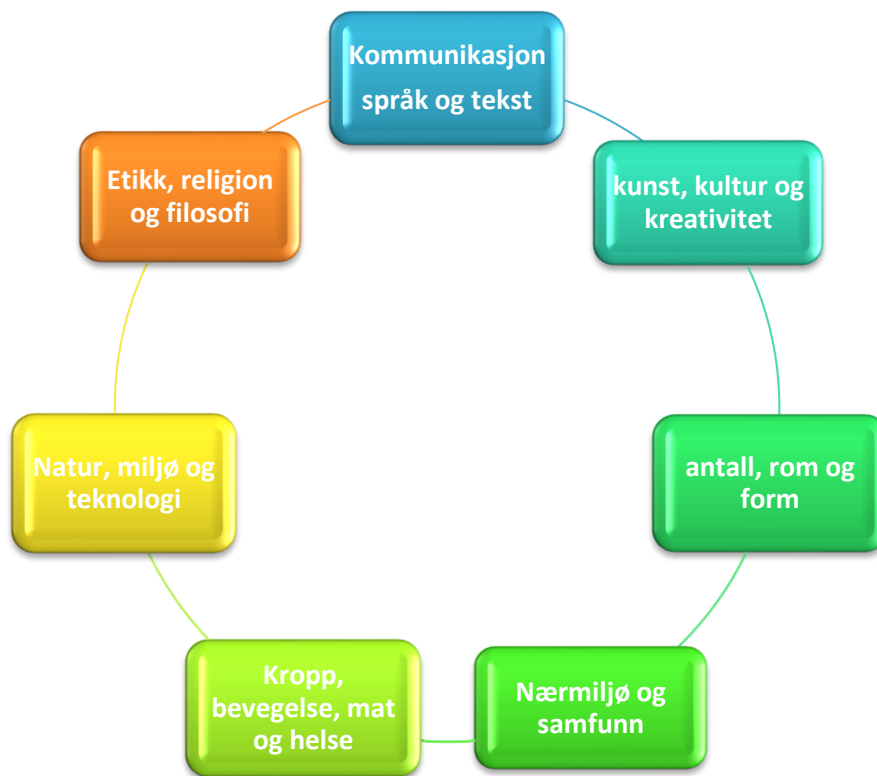 Kommunikasjon
språk og tekst
kunst, kultur og
kreativitet
antall, rom og
form
Nærmiljø og
samfunn
Kropp,
bevegelse, mat
og helse
Natur, miljø og
teknologi
Etikk, religion
og filosofi